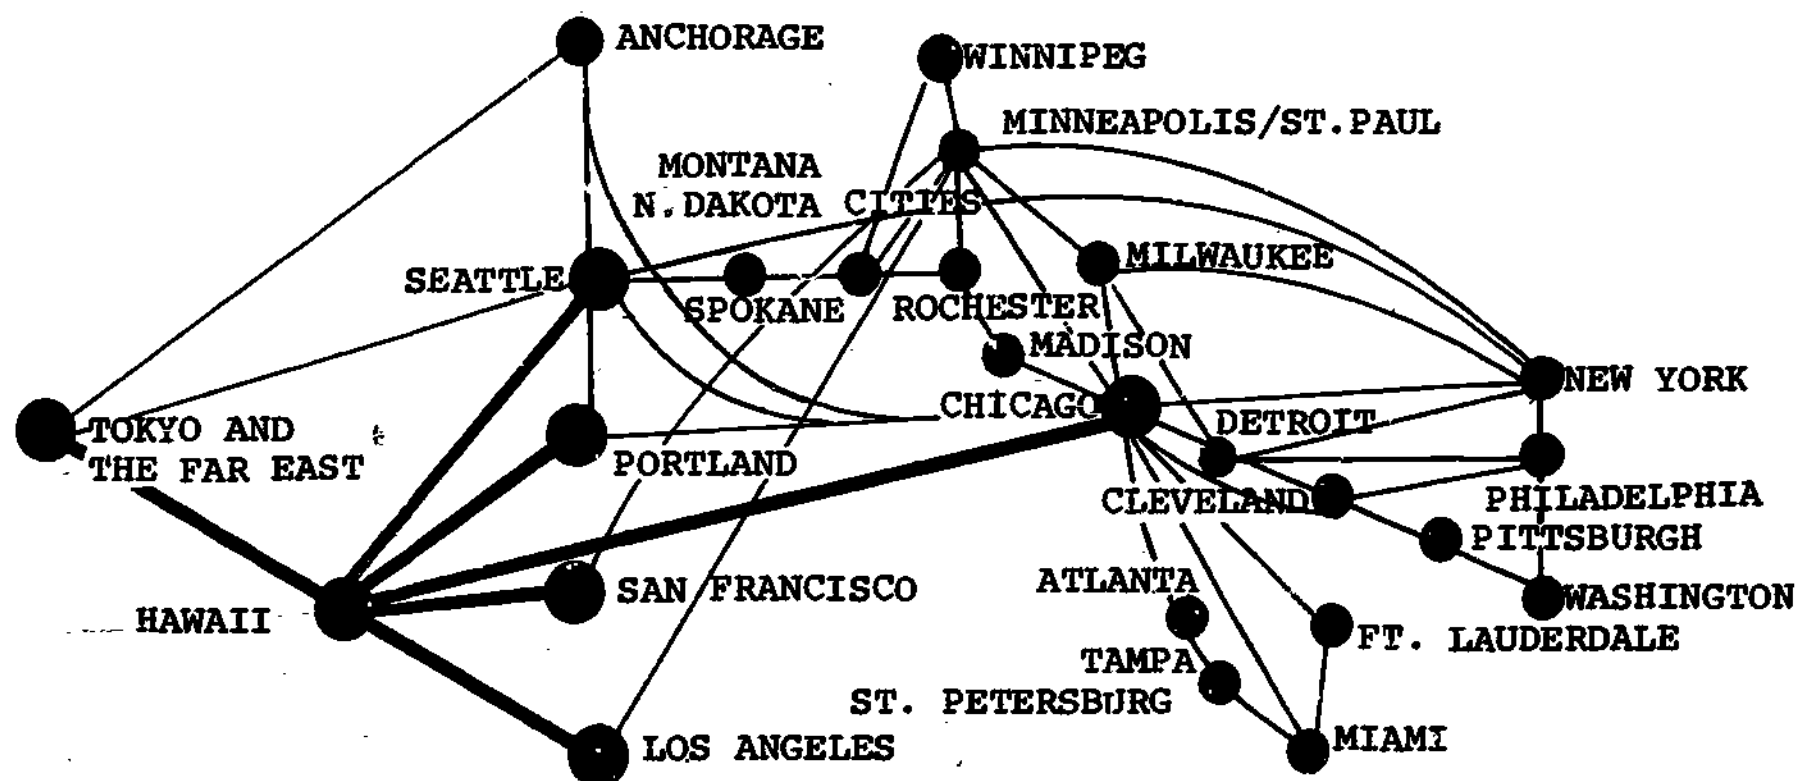 ANCHORAGE
WINNIPEG
MINNEAPOLIS/ST.PAUL
MONTANA
N.DAKOTA CITIES
SEATTLE
SPOKANE
ROCHESTER
MILWAUKEE
MADISON
CHICAGO
NEW YORK
DETROIT
TOKYO AND
THE FAR EAST
PORTLAND
CLEVELAND
PHILADELPHIA
PITTSBURGH
SAN FRANCISCO
ATLANTA
WASHINGTON
HAWAII
FT. LAUDERDALE
TAMPA
ST. PETERSBURG
LOS ANGELES
MIAMI